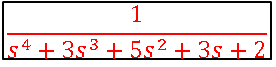 1
s⁴ + 3s³ + 5s² + 3s + 2